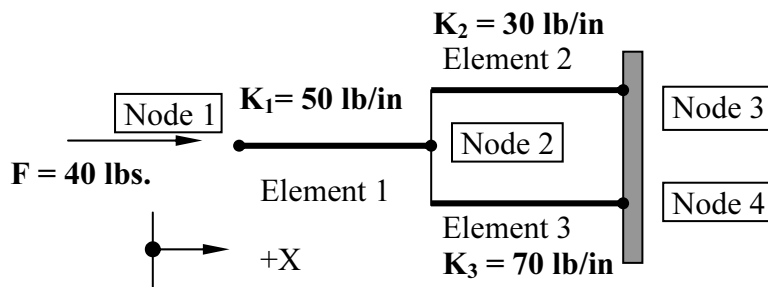 K₂ = 30 lb/in
Element 2
Node 1
K₁= 50 lb/in
Node 3
Node 2
F = 40 lbs.
Element 1
Node 4
Element 3
+X
K₃ = 70 lb/in